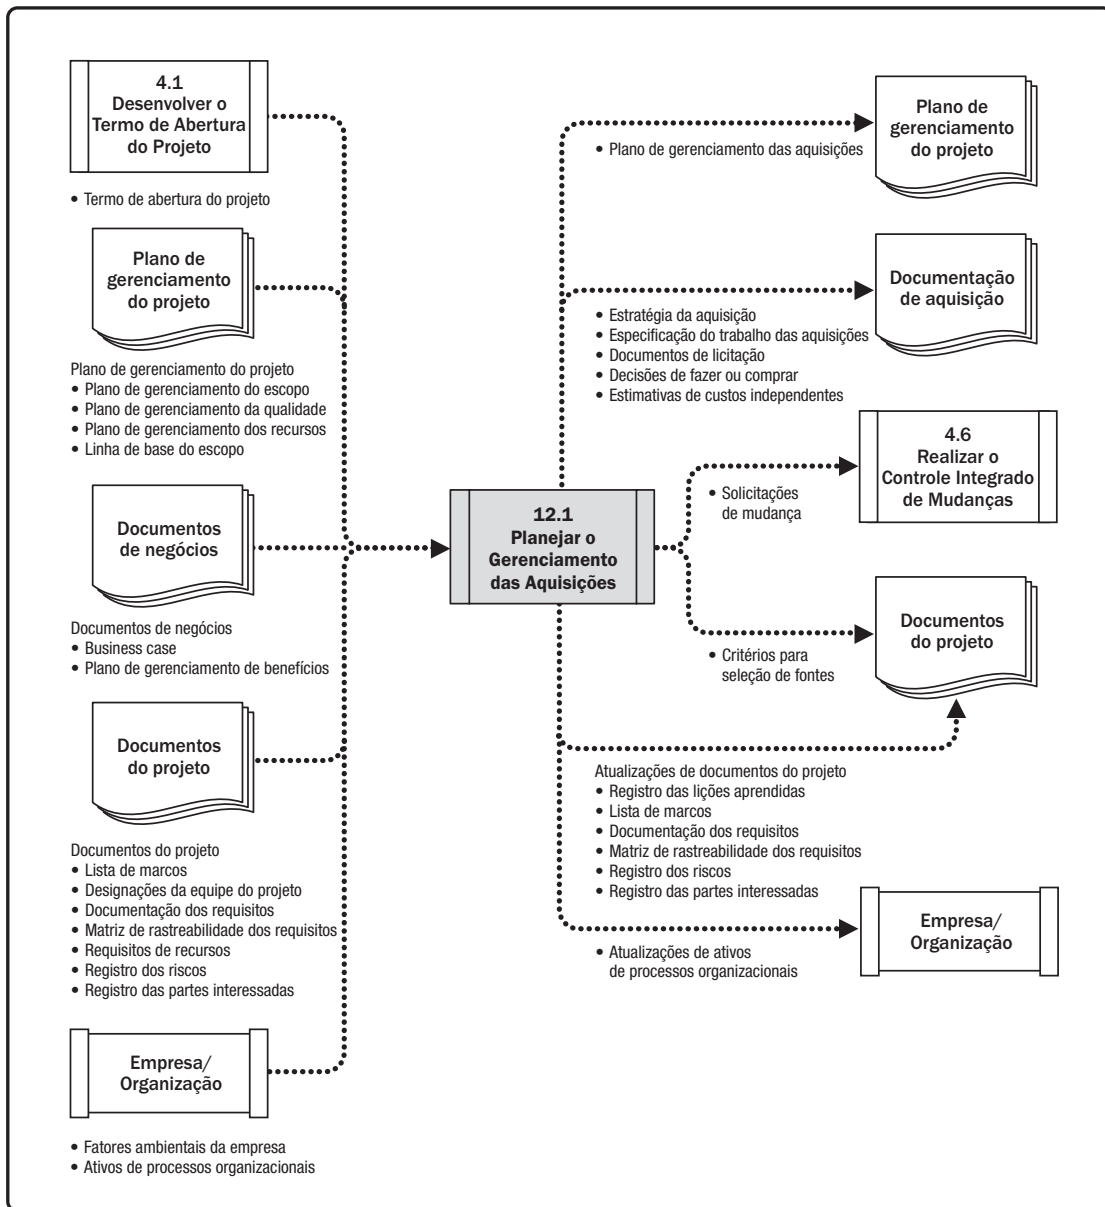 4.1
Desenvolver o
Termo de Abertura
do Projeto
• Termo de abertura do projeto
Plano de
gerenciamento
do projeto
Plano de gerenciamento do projeto
• Plano de gerenciamento do escopo
• Plano de gerenciamento da qualidade
• Plano de gerenciamento dos recursos
• Linha de base do escopo
Documentos
de negócios
Documentos de negócios
• Business case
• Plano de gerenciamento de benefícios
Documentos
do projeto
Documentos do projeto
• Lista de marcos
• Designações da equipe do projeto
• Documentação dos requisitos
• Matriz de rastreabilidade dos requisitos
• Requisitos de recursos
• Registro dos riscos
• Registro das partes interessadas
Empresa/
Organização
• Fatores ambientais da empresa
• Ativos de processos organizacionais
12.1
Planejar o
Gerenciamento
das Aquisições
Plano de
gerenciamento
do projeto
• Plano de gerenciamento das aquisições
Documentação
de aquisição
• Estratégia da aquisição
• Especificação do trabalho das aquisições
• Documentos de licitação
• Decisões de fazer ou comprar
• Estimativas de custos independentes
4.6
Realizar o
Controle Integrado
de Mudanças
• Solicitações
de mudança
Documentos
do projeto
• Critérios para
seleção de fontes
Atualizações de documentos do projeto
• Registro das lições aprendidas
• Lista de marcos
• Documentação dos requisitos
• Matriz de rastreabilidade dos requisitos
• Registro dos riscos
• Registro das partes interessadas
Empresa/
Organização
• Atualizações de ativos
de processos organizacionais